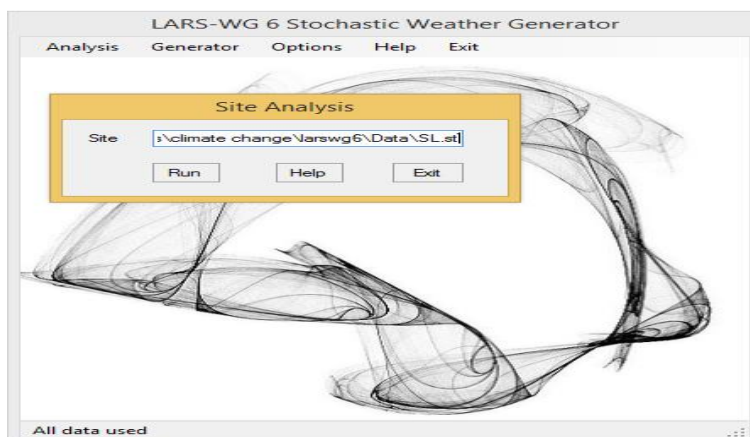 LARS-WG 6 Stochastic Weather Generator
Analysis Generator Options Help Exit
Site Analysis
Site s\climate change\larswg6\Data\SL.st
Run Help Exit
All data used